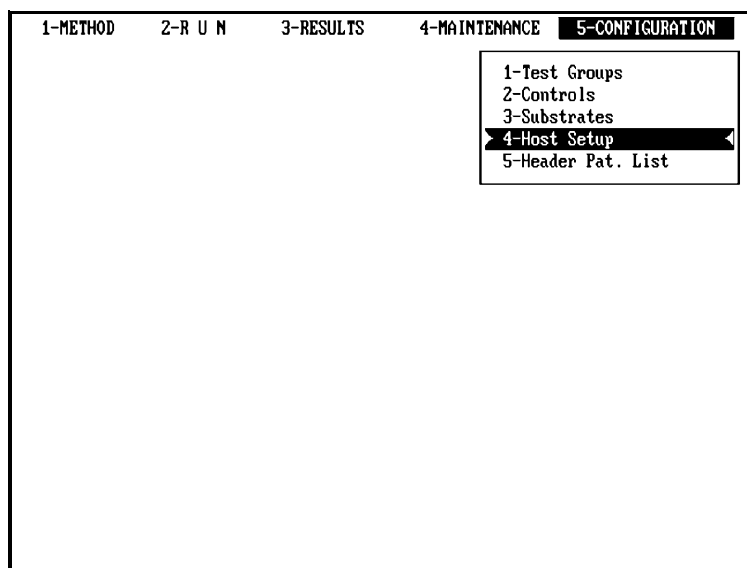 1-METHOD 2-R U N 3-RESULTS 4-MAINTENANCE 5-CONFIGURATION
1-Test Groups
2-Controls
3-Substrates
4-Host Setup
5-Header Pat. List